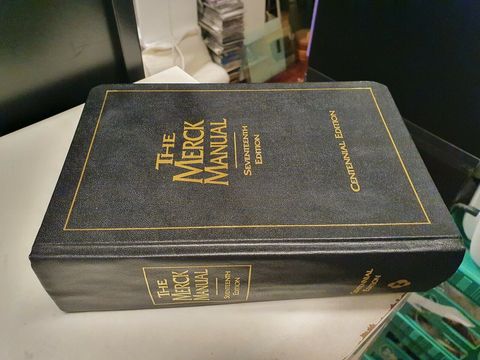 THE
MERCK
MANUAL
SEVENTEENTH
EDITION
CENTENNIAL EDITION
THE
MERCK
MANUAL
SEVENTEENTH
EDITION
CENTENNIAL
EDITION